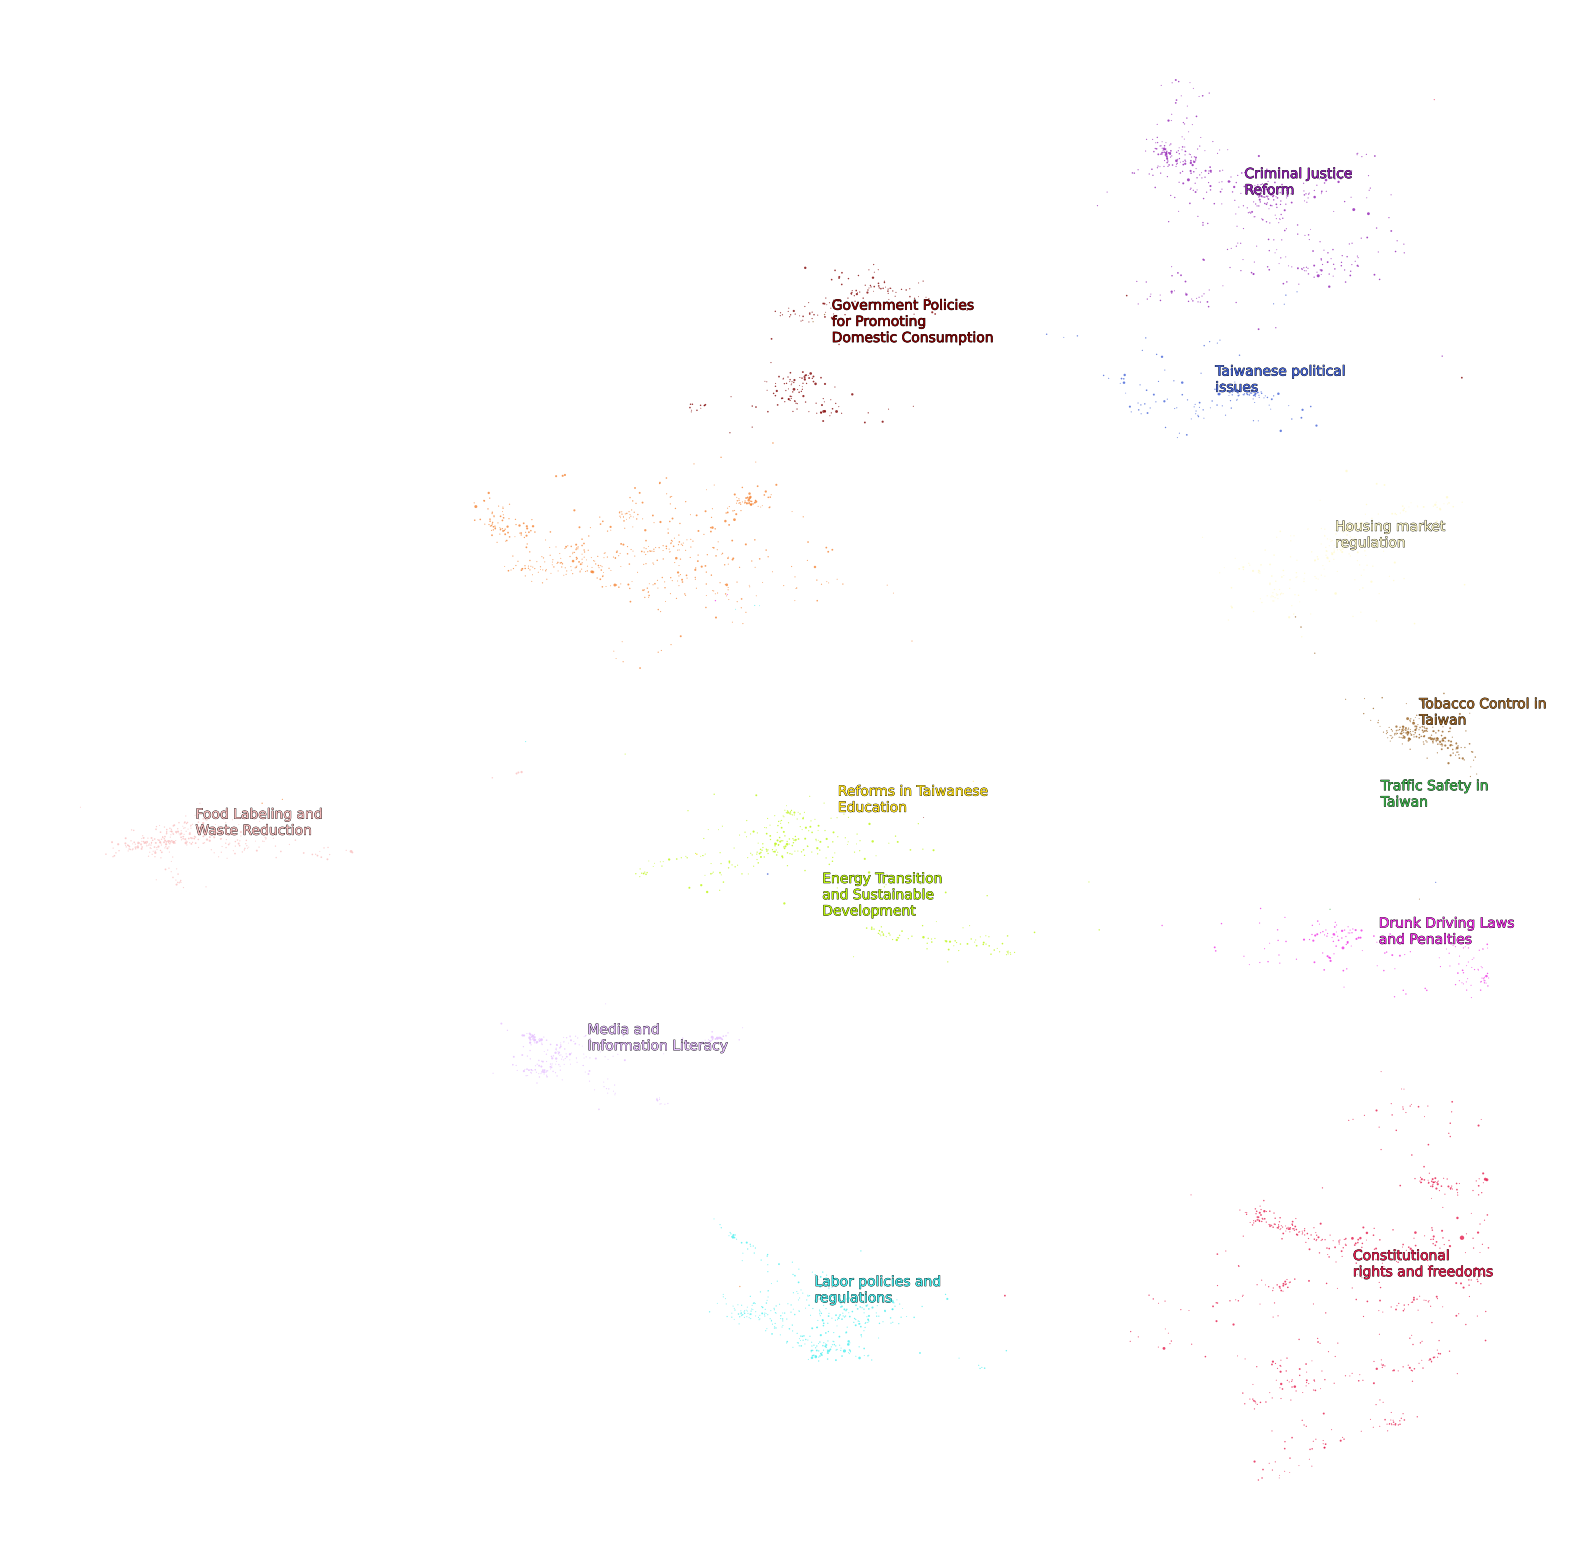 Criminal Justice
Reform
Government Policies
for Promoting
Domestic Consumption
Taiwanese political
issues
Housing market
regulation
Tobacco Control in
Taiwan
Traffic Safety in
Taiwan
Reforms in Taiwanese
Education
Food Labeling and
Waste Reduction
Energy Transition
and Sustainable
Development
Drunk Driving Laws
and Penalties
Media and
Information Literacy
Constitutional
rights and freedoms
Labor policies and
regulations